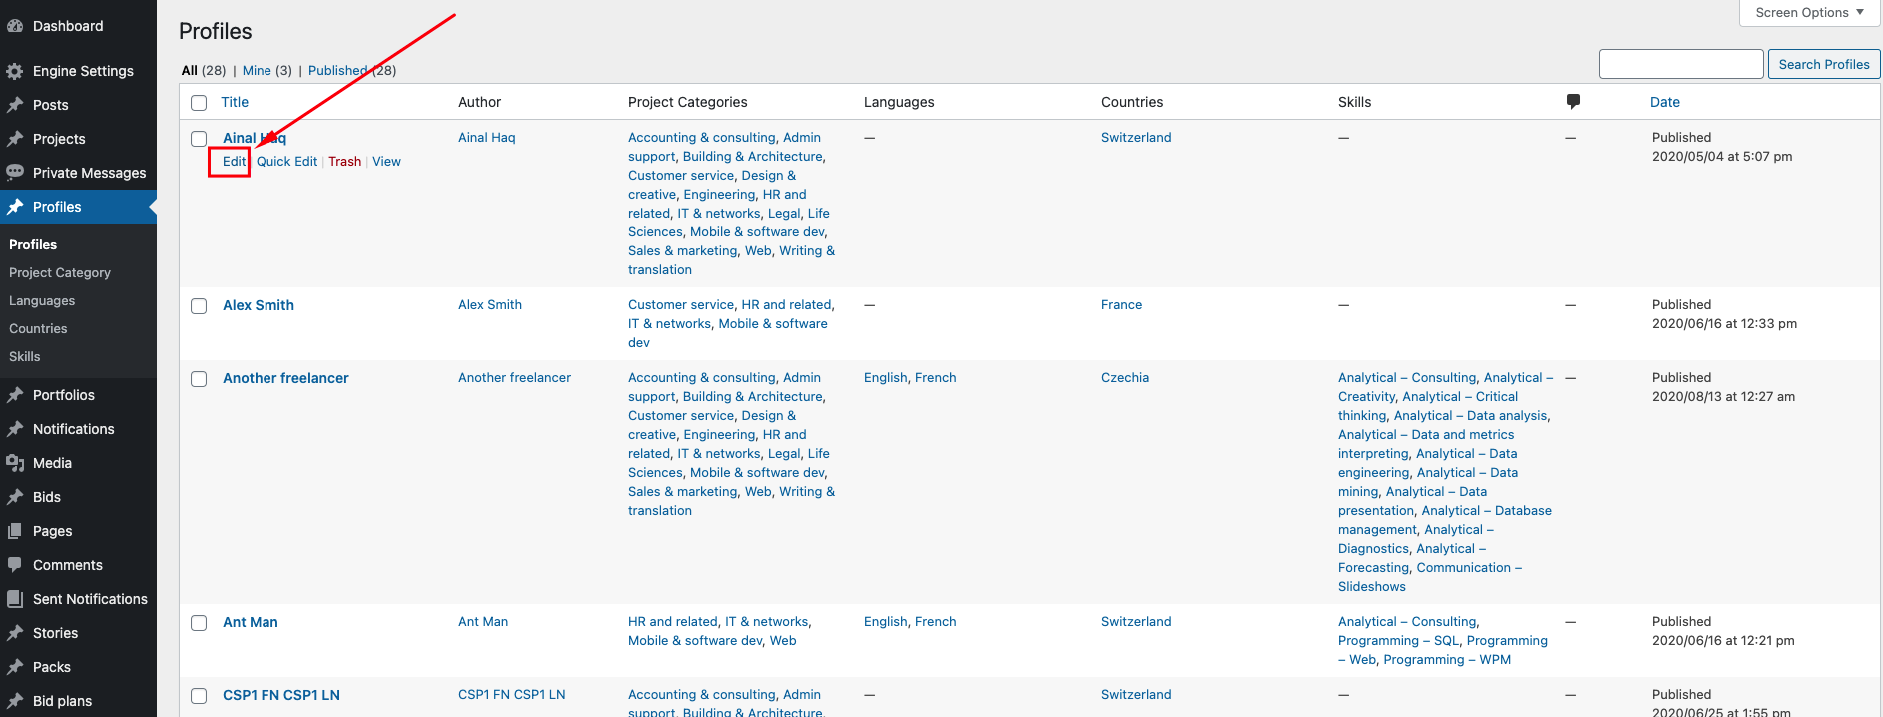 Dashboard
Engine Settings
Posts
Projects
Private Messages
Profiles
Profiles
Project Category
Languages
Countries
Skills
Portfolios
Notifications
Media
Bids
Pages
Comments
Sent Notifications
Stories
Packs
Bid plans
Screen Options
Profiles
All (28) | Mine (3) | Published (28)
Search Profiles
Title Author Project Categories Languages Countries Skills Date
Ainal Haq
Edit Quick Edit | Trash | View
Ainal Haq
Accounting & consulting, Admin
support, Building & Architecture,
Customer service, Design &
creative, Engineering, HR and
related, IT & networks, Legal, Life
Sciences, Mobile & software dev,
Sales & marketing, Web, Writing &
translation
—
Switzerland
—
—
Published
2020/05/04 at 5:07 pm
Alex Smith
Alex Smith
Customer service, HR and related,
IT & networks, Mobile & software
dev
—
France
—
—
Published
2020/06/16 at 12:33 pm
Another freelancer
Another freelancer
Accounting & consulting, Admin
support, Building & Architecture,
Customer service, Design &
creative, Engineering, HR and
related, IT & networks, Legal, Life
Sciences, Mobile & software dev,
Sales & marketing, Web, Writing &
translation
English, French
Czechia
Analytical – Consulting, Analytical –
Creativity, Analytical – Critical
thinking, Analytical – Data analysis,
Analytical – Data and metrics
interpreting, Analytical – Data
engineering, Analytical – Data
mining, Analytical – Data
presentation, Analytical – Database
management, Analytical –
Diagnostics, Analytical –
Forecasting, Communication –
Slideshows
—
Published
2020/08/13 at 12:27 am
Ant Man
Ant Man
HR and related, IT & networks,
Mobile & software dev, Web
English, French
Switzerland
Analytical – Consulting,
Programming – SQL, Programming
– Web, Programming – WPM
—
Published
2020/06/16 at 12:21 pm
CSP1 FN CSP1 LN
CSP1 FN CSP1 LN
Accounting & consulting, Admin
support, Building & Architecture,
—
Switzerland
—
—
Published
2020/06/25 at 1:55 pm